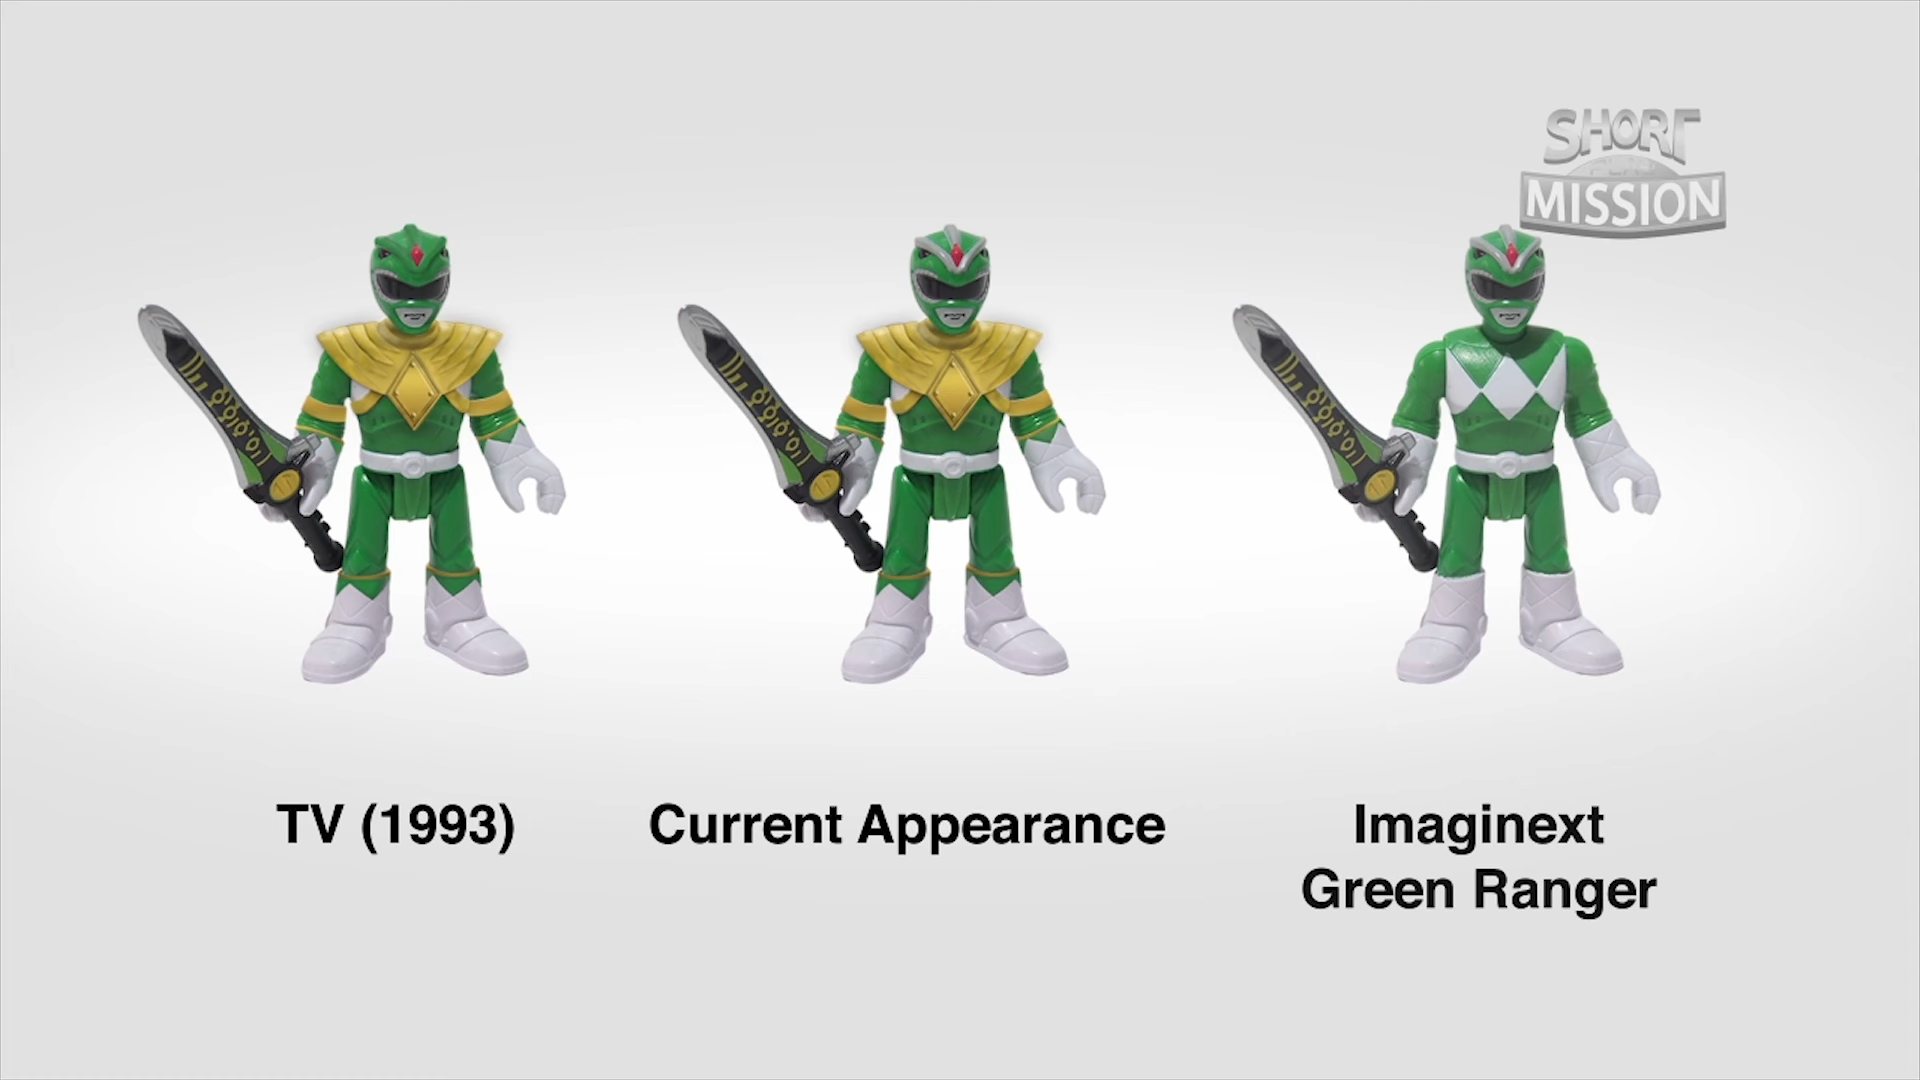 SHORT
MISSION
TV (1993)
Current Appearance
Imaginext
Green Ranger